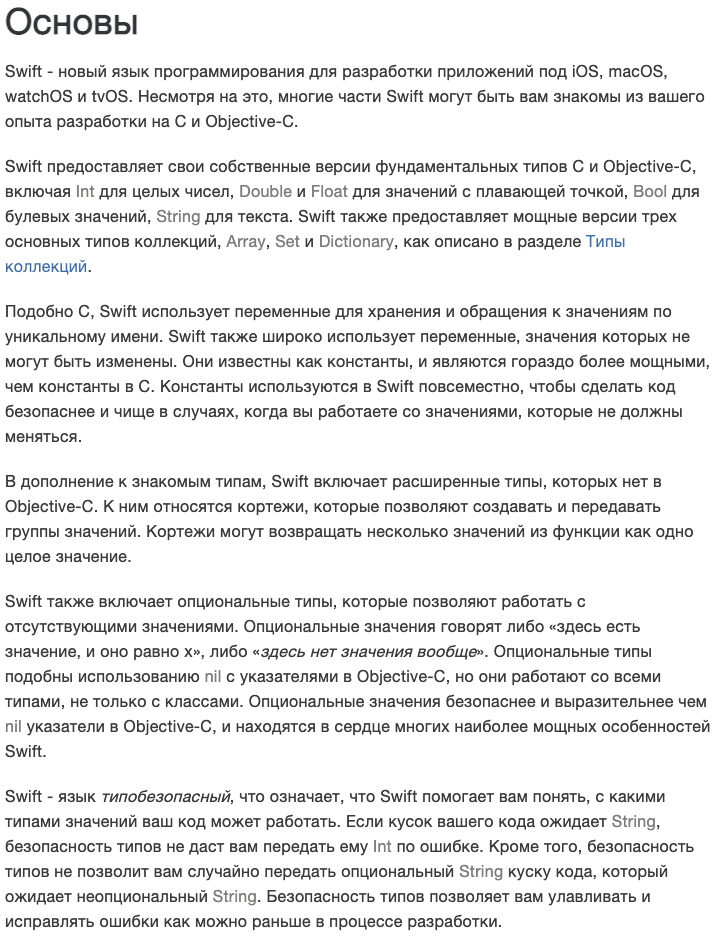 Основы
Swift - новый язык программирования для разработки приложений под iOS, macOS,
watchOS и tvOS. Несмотря на это, многие части Swift могут быть вам знакомы из вашего
опыта разработки на C и Objective-C.
Swift предоставляет свои собственные версии фундаментальных типов C и Objective-C,
включая Int для целых чисел, Double и Float для значений с плавающей точкой, Bool для
булевых значений, String для текста. Swift также предоставляет мощные версии трех
основных типов коллекций, Array, Set и Dictionary, как описано в разделе Типы
коллекций.
Подобно C, Swift использует переменные для хранения и обращения к значениям по
уникальному имени. Swift также широко использует переменные, значения которых не
могут быть изменены. Они известны как константы, и являются гораздо более мощными,
чем константы в C. Константы используются в Swift повсеместно, чтобы сделать код
безопаснее и чище в случаях, когда вы работаете со значениями, которые не должны
меняться.
В дополнение к знакомым типам, Swift включает расширенные типы, которых нет в
Objective-C. К ним относятся кортежи, которые позволяют создавать и передавать
группы значений. Кортежи могут возвращать несколько значений из функции как одно
целое значение.
Swift также включает опциональные типы, которые позволяют работать с
отсутствующими значениями. Опциональные значения говорят либо «здесь есть
значение, и оно равно х», либо «здесь нет значения вообще». Опциональные типы
подобны использованию nil с указателями в Objective-C, но они работают со всеми
типами, не только с классами. Опциональные значения безопаснее и выразительнее чем
nil указатели в Objective-C, и находятся в сердце многих наиболее мощных особенностей
Swift.
Swift - язык типобезопасный, что означает, что Swift помогает вам понять, с какими
типами значений ваш код может работать. Если кусок вашего кода ожидает String,
безопасность типов не даст вам передать ему Int по ошибке. Кроме того, безопасность
типов не позволит вам случайно передать опциональный String куску кода, который
ожидает неопциональный String. Безопасность типов позволяет вам улавливать и
исправлять ошибки как можно раньше в процессе разработки.